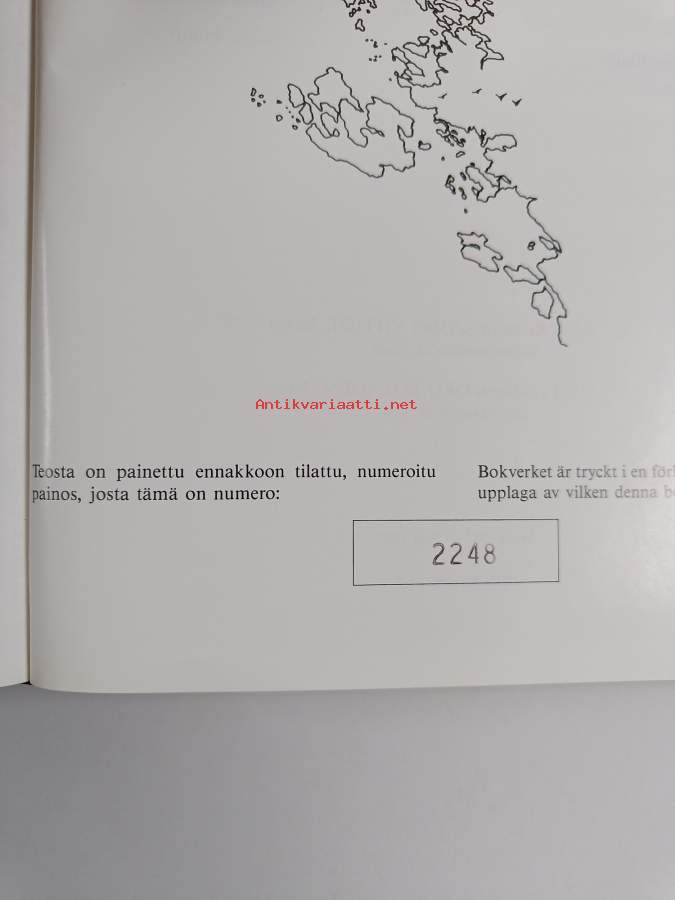 Antikvariaatti.net
Teosta on painettu ennakkoon tilattu, numeroitu
painos, josta tämä on numero:
Bokverket är tryckt i en
upplaga av vilken denna
2248